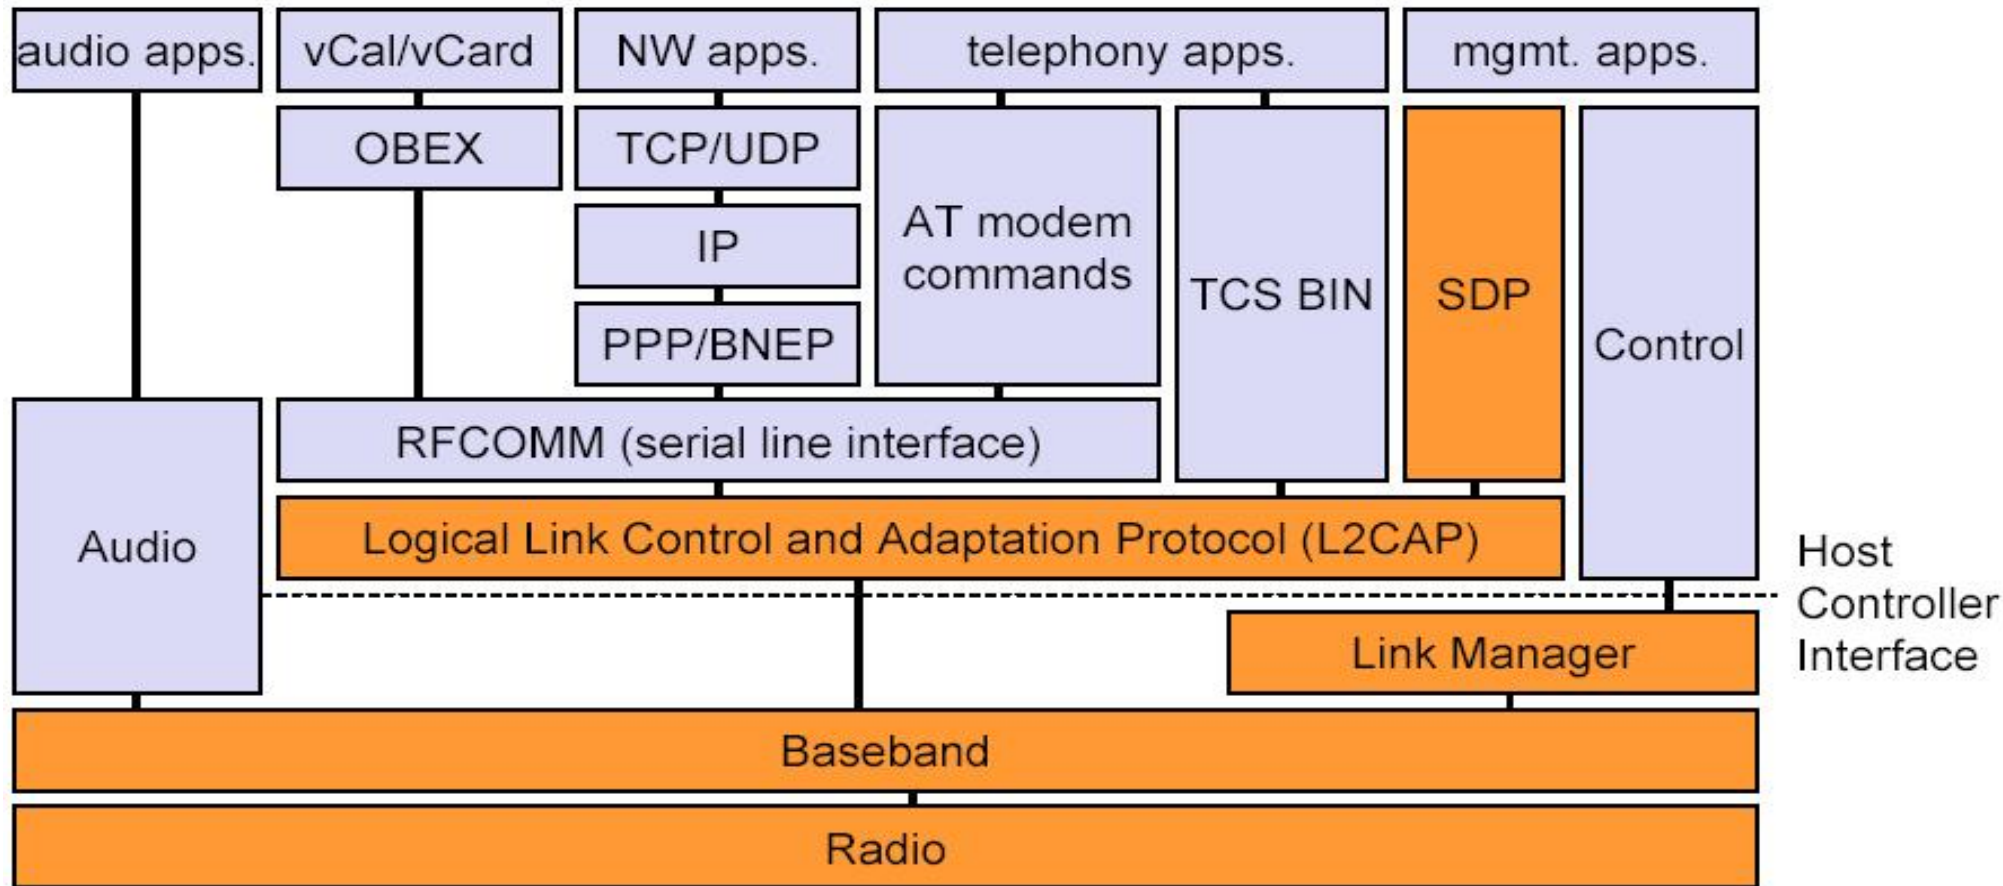 audio apps.
vCal/vCard
NW apps.
telephony apps.
mgmt. apps.
OBEX
TCP/UDP
AT modem
commands
TCS BIN
SDP
Control
IP
PPP/BNEP
RFCOMM (serial line interface)
Audio
Logical Link Control and Adaptation Protocol (L2CAP)
Host
Controller
Interface
Link Manager
Baseband
Radio